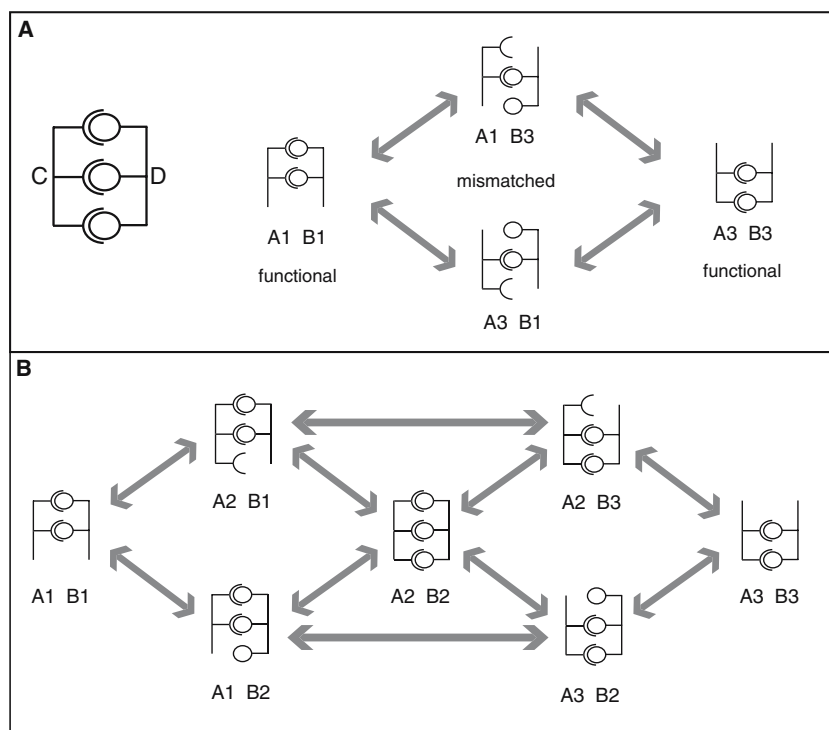 A
C D
A1 B1
functional
A1 B3
mismatched
A3 B1
A3 B3
functional
B
A1 B1
A2 B1
A1 B2
A2 B2
A2 B3
A3 B2
A3 B3